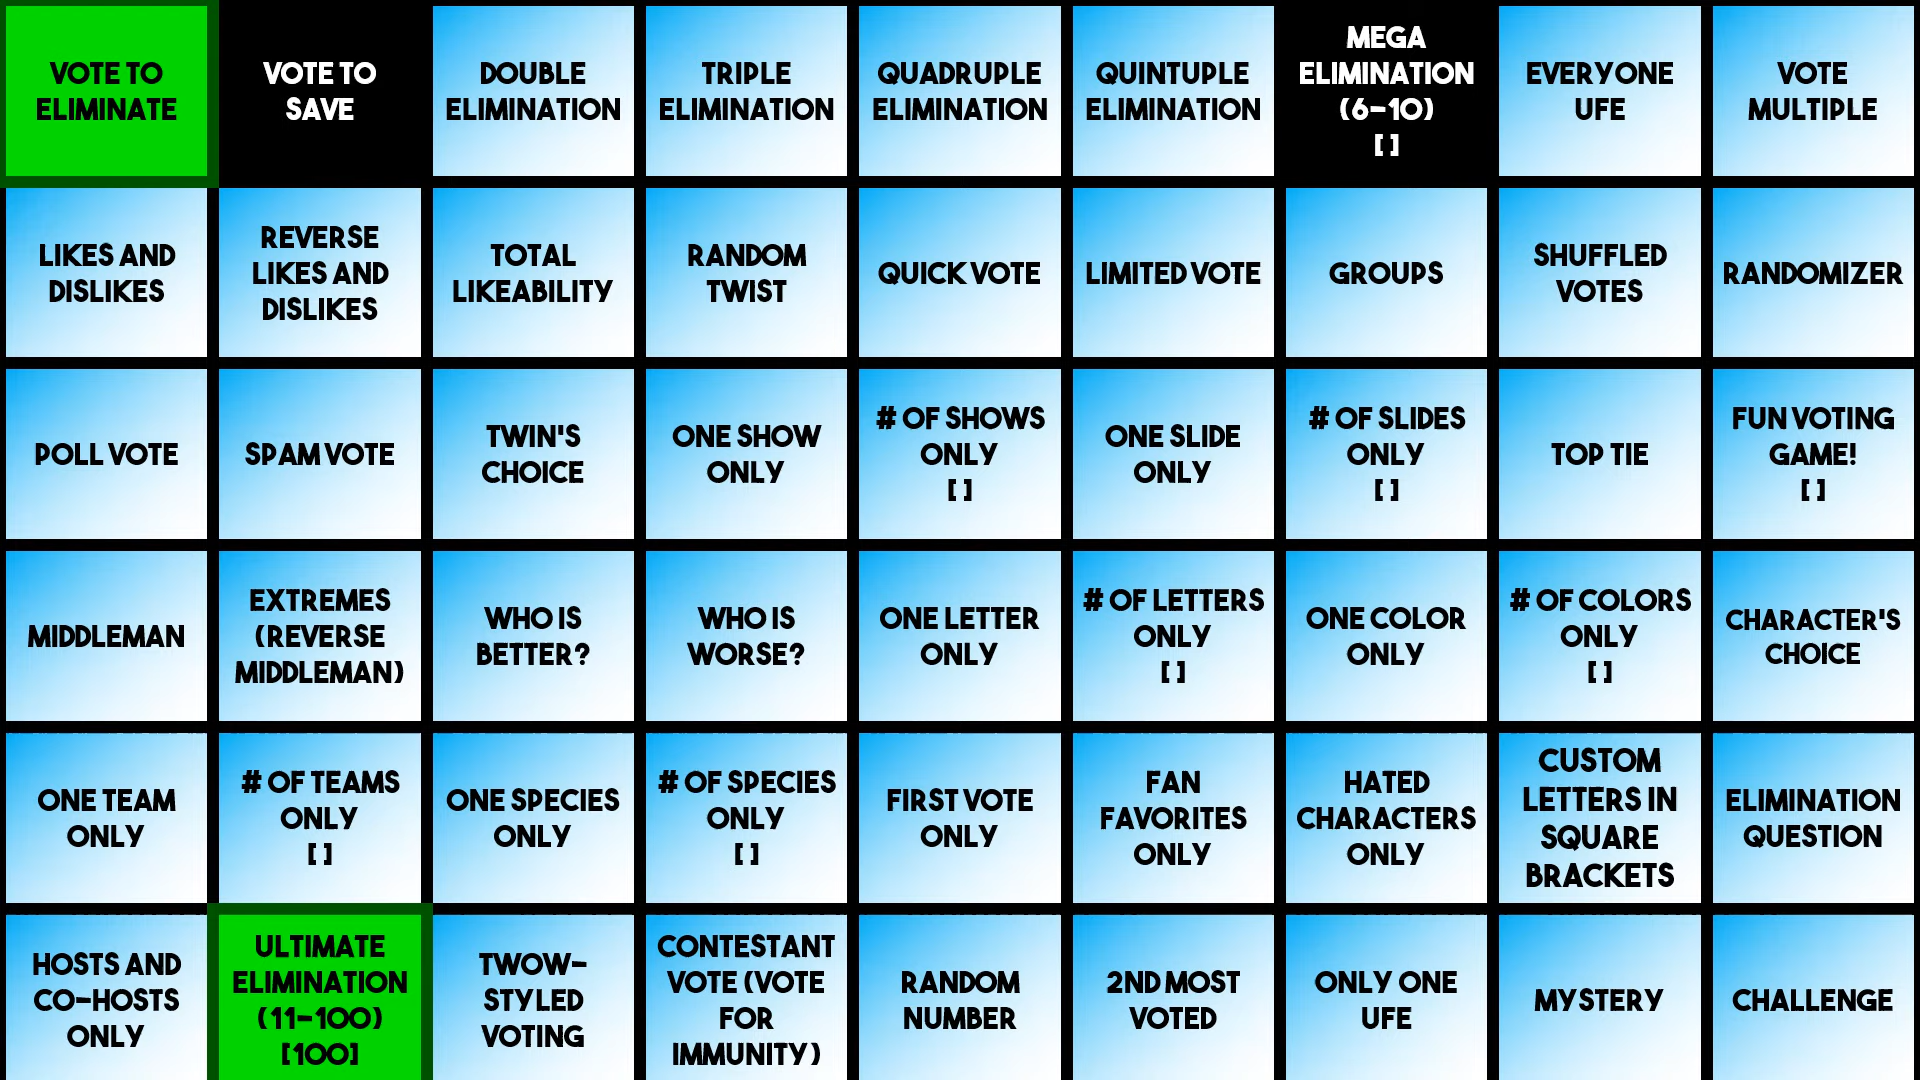 VOTE TO
ELIMINATE
VOTE TO
SAVE
DOUBLE
ELIMINATION
TRIPLE
ELIMINATION
QUADRUPLE
ELIMINATION
QUINTUPLE
ELIMINATION
MEGA
ELIMINATION
(6-10)
[ ]
EVERYONE
UFE
VOTE
MULTIPLE
LIKES AND
DISLIKES
REVERSE
LIKES AND
DISLIKES
TOTAL
LIKEABILITY
RANDOM
TWIST
QUICK VOTE
LIMITED VOTE
GROUPS
SHUFFLED
VOTES
RANDOMIZER
POLL VOTE
SPAM VOTE
TWIN'S
CHOICE
ONE SHOW
ONLY
# OF SHOWS
ONLY
[ ]
ONE SLIDE
ONLY
# OF SLIDES
ONLY
[ ]
TOP TIE
FUN VOTING
GAME!
[ ]
MIDDLEMAN
EXTREMES
(REVERSE
MIDDLEMAN)
WHO IS
BETTER?
WHO IS
WORSE?
ONE LETTER
ONLY
# OF LETTERS
ONLY
[ ]
ONE COLOR
ONLY
# OF COLORS
ONLY
[ ]
CHARACTER'S
CHOICE
ONE TEAM
ONLY
# OF TEAMS
ONLY
[ ]
ONE SPECIES
ONLY
# OF SPECIES
ONLY
[ ]
FIRST VOTE
ONLY
FAN
FAVORITES
ONLY
HATED
CHARACTERS
ONLY
CUSTOM
LETTERS IN
SQUARE
BRACKETS
ELIMINATION
QUESTION
HOSTS AND
CO-HOSTS
ONLY
ULTIMATE
ELIMINATION
(11-100)
[100]
TWOW-
STYLED
VOTING
CONTESTANT
VOTE (VOTE
FOR
IMMUNITY)
RANDOM
NUMBER
2ND MOST
VOTED
ONLY ONE
UFE
MYSTERY
CHALLENGE